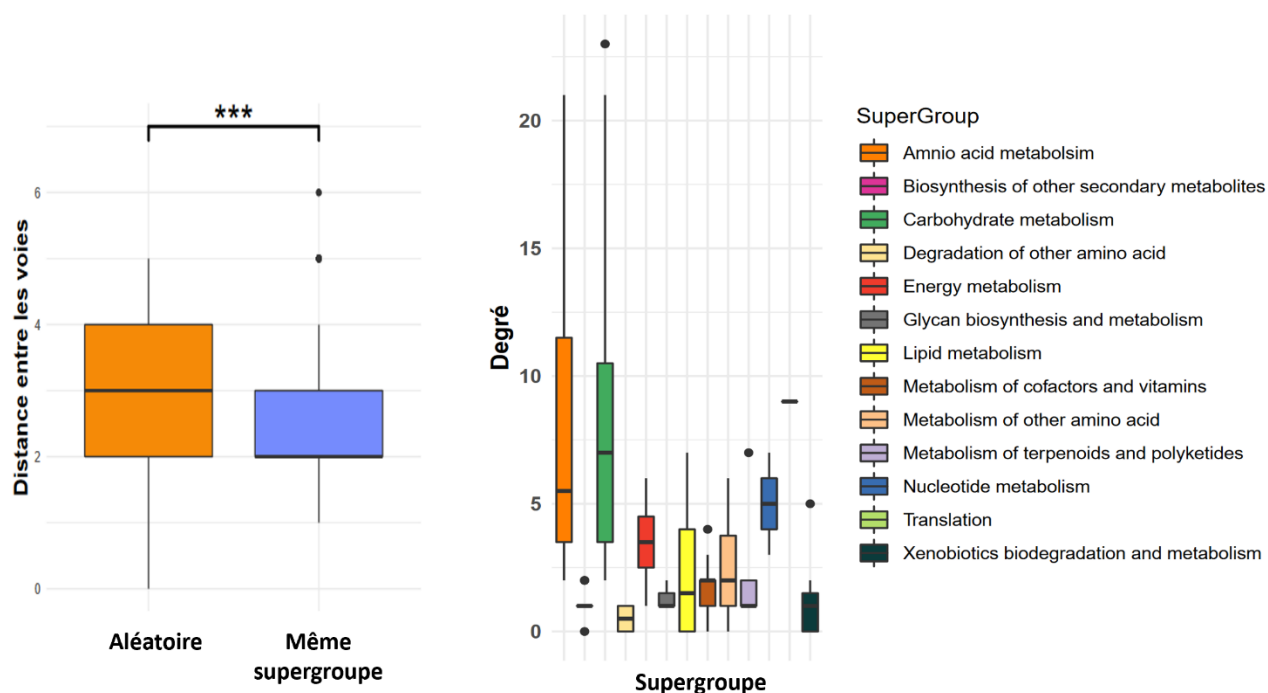 ***
Distance entre les voies
6
4
2
0
Aléatoire
Même
supergroupe
Degré
20
15
10
5
0
Supergroupe
SuperGroup
Amnio acid metabolsim
Biosynthesis of other secondary metabolites
Carbohydrate metabolism
Degradation of other amino acid
Energy metabolism
Glycan biosynthesis and metabolism
Lipid metabolism
Metabolism of cofactors and vitamins
Metabolism of other amino acid
Metabolism of terpenoids and polyketides
Nucleotide metabolism
Translation
Xenobiotics biodegradation and metabolism